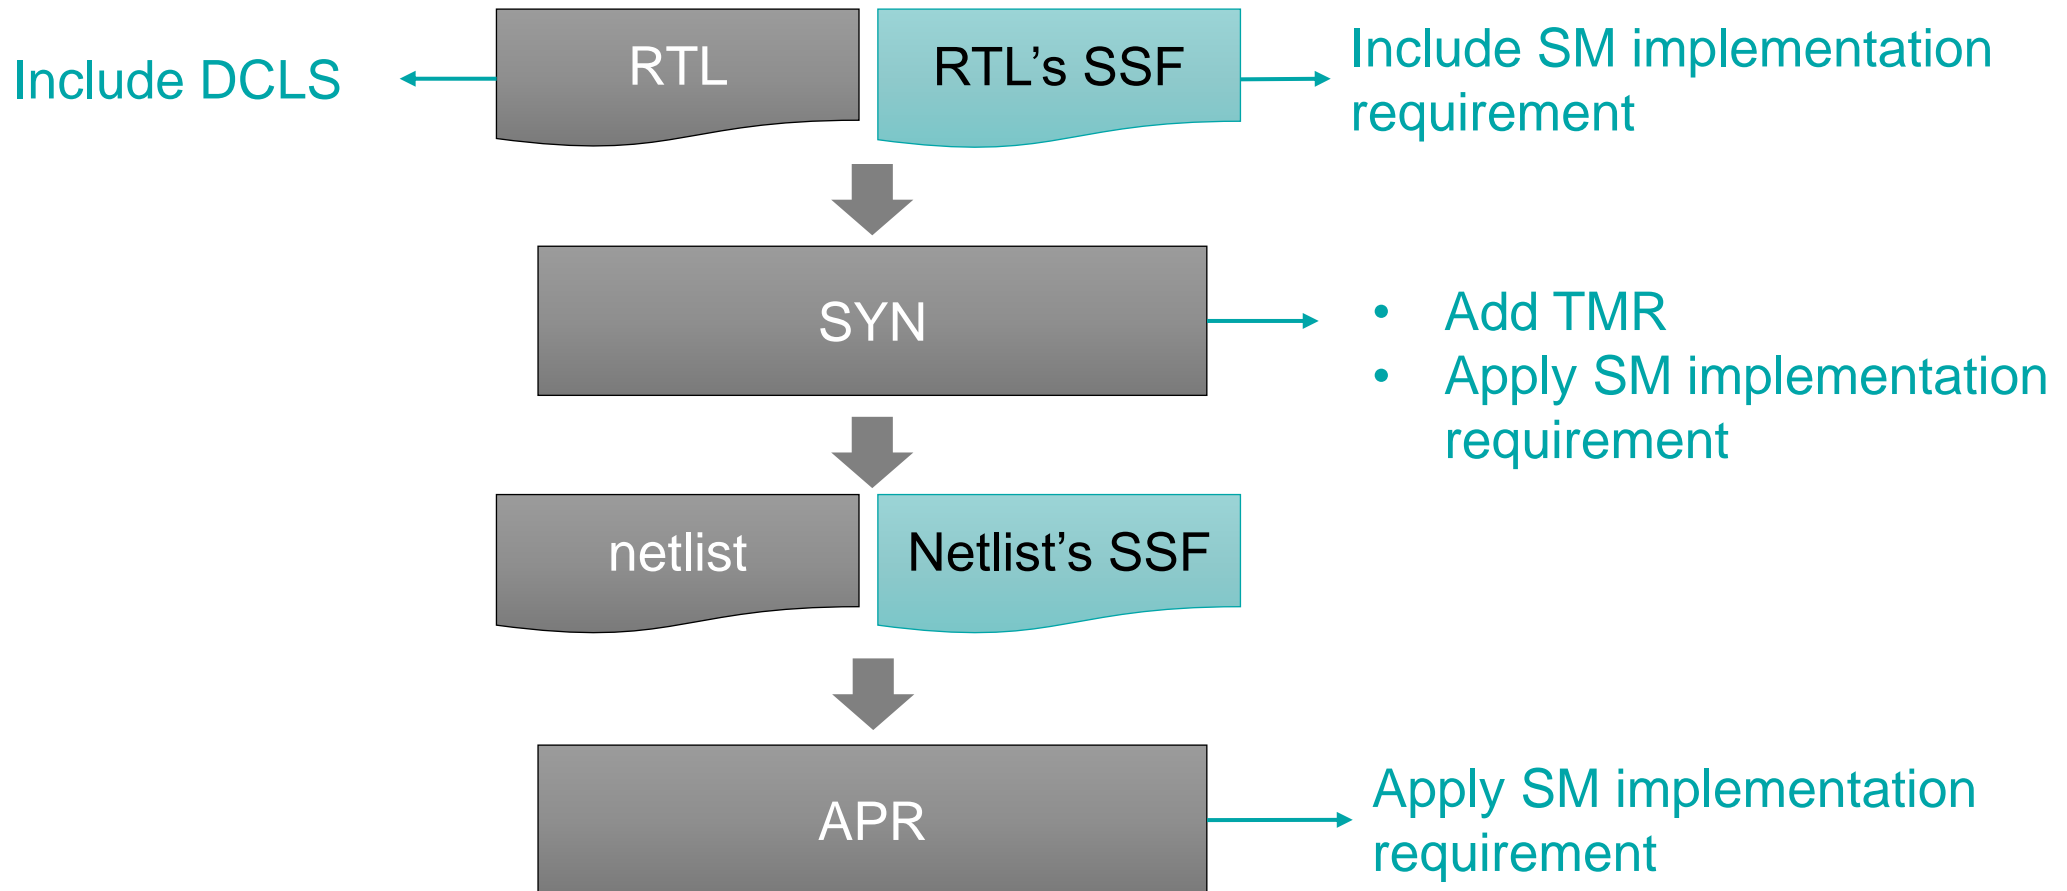 Include DCLS
RTL
RTL's SSF
Include SM implementation
requirement
SYN
• Add TMR
• Apply SM implementation
requirement
netlist
Netlist's SSF
APR
Apply SM implementation
requirement